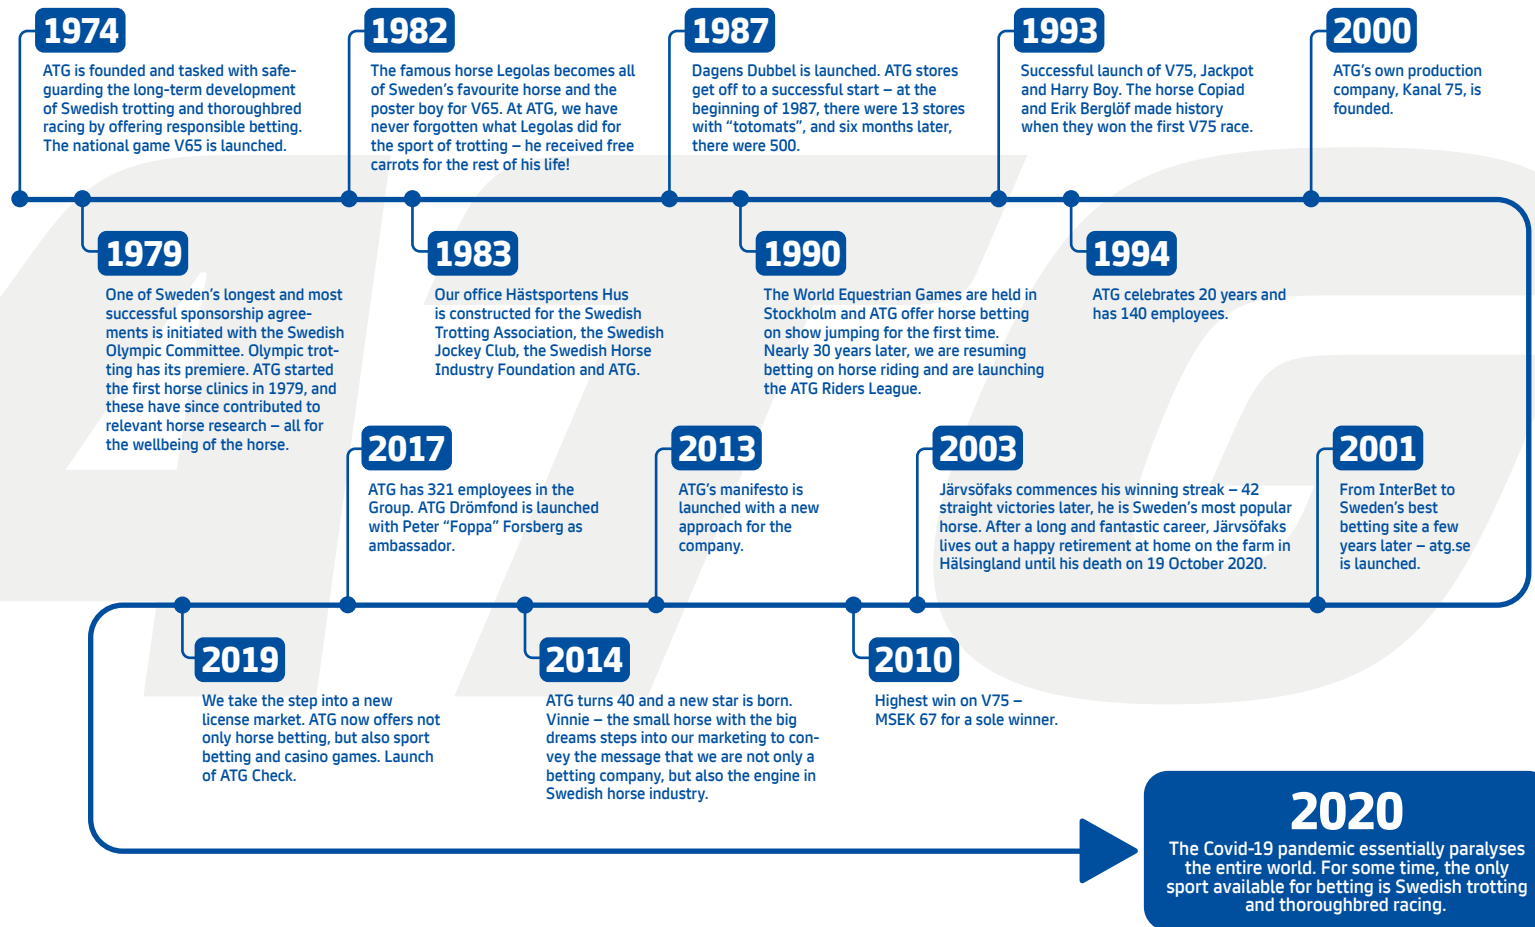 1974
ATG is founded and tasked with safe-
guarding the long-term development
of Swedish trotting and thoroughbred
racing by offering responsible betting.
The national game V65 is launched.
1979
One of Sweden's longest and most
successful sponsorship agree-
ments is initiated with the Swedish
Olympic Committee. Olympic trot-
ting has its premiere. ATG started
the first horse clinics in 1979, and
these have since contributed to
relevant horse research – all for
the wellbeing of the horse.
1982
The famous horse Legolas becomes all
of Sweden's favourite horse and the
poster boy for V65. At ATG, we have
never forgotten what Legolas did for
the sport of trotting – he received free
carrots for the rest of his life!
1983
Our office Hästsportens Hus
is constructed for the Swedish
Trotting Association, the Swedish
Jockey Club, the Swedish Horse
Industry Foundation and ATG.
1987
Dagens Dubbel is launched. ATG stores
get off to a successful start – at the
beginning of 1987, there were 13 stores
with "totomats", and six months later,
there were 500.
1990
The World Equestrian Games are held in
Stockholm and ATG offer horse betting
on show jumping for the first time.
Nearly 30 years later, we are resuming
betting on horse riding and are launching
the ATG Riders League.
1993
Successful launch of V75, Jackpot
and Harry Boy. The horse Copiad
and Erik Berglöf made history
when they won the first V75 race.
1994
ATG celebrates 20 years and
has 140 employees.
2000
ATG's own production
company, Kanal 75, is
founded.
2001
From InterBet to
Sweden's best
betting site a few
years later – atg.se
is launched.
2003
Järvsöfaks commences his winning streak – 42
straight victories later, he is Sweden's most popular
horse. After a long and fantastic career, Järvsöfaks
lives out a happy retirement at home on the farm in
Hälsingland until his death on 19 October 2020.
2010
Highest win on V75 –
MSEK 67 for a sole winner.
2013
ATG's manifesto is
launched with a new
approach for the
company.
2014
ATG turns 40 and a new star is born.
Vinnie – the small horse with the big
dreams steps into our marketing to con-
vey the message that we are not only a
betting company, but also the engine in
Swedish horse industry.
2017
ATG has 321 employees in the
Group. ATG Drömfond is launched
with Peter "Foppa" Forsberg as
ambassador.
2019
We take the step into a new
license market. ATG now offers not
only horse betting, but also sport
betting and casino games. Launch
of ATG Check.
2020
The Covid-19 pandemic essentially paralyses
the entire world. For some time, the only
sport available for betting is Swedish trotting
and thoroughbred racing.
ATG